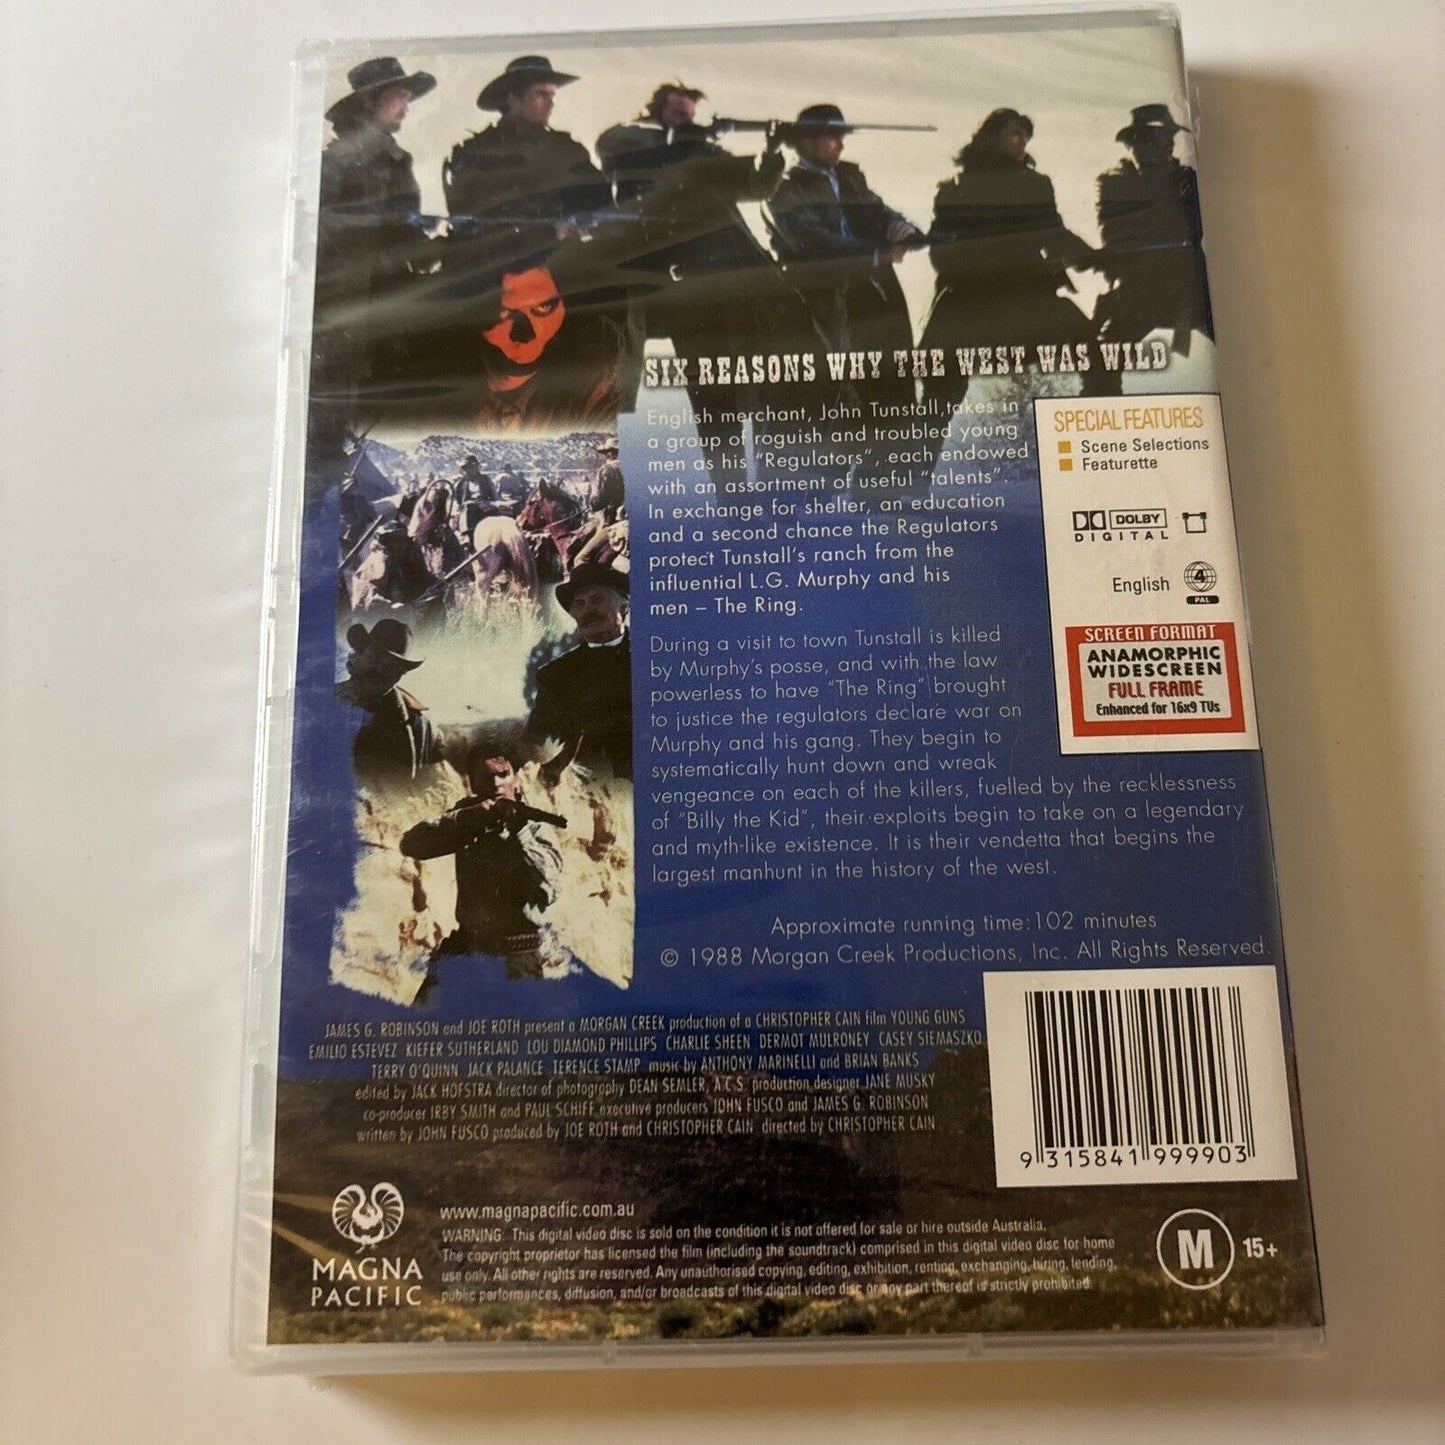 SIX REASONS WHY THE WEST WAS WILD
English merchant, John Tunstall, takes in
a group of roguish and troubled young
men as his "Regulators", each endowed
with an assortment of useful "talents".
In exchange for shelter, an education
and a second chance the Regulators
protect Tunstall's ranch from the
influential L.G. Murphy and his
men – The Ring.
During a visit to town Tunstall is killed
by Murphy's posse, and with the law
powerless to have "The Ring" brought
to justice the regulators declare war on
Murphy and his gang. They begin to
systematically hunt down and wreak
vengeance on each of the killers, fuelled by the recklessness
of "Billy the Kid", their exploits begin to take on a legendary
and myth-like existence. It is their vendetta that begins the
largest manhunt in the history of the west.
SPECIAL FEATURES
Scene Selections
Featurette
DOLBY
DIGITAL
English
4
PAL
SCREEN FORMAT
ANAMORPHIC
WIDESCREEN
FULL FRAME
Enhanced for 16x9 TVs
Approximate running time: 102 minutes
© 1988 Morgan Creek Productions, Inc. All Rights Reserved.
JAMES G. ROBINSON and JOE ROTH present a MORGAN CREEK production of a CHRISTOPHER CAIN film YOUNG GUNS
EMILIO ESTEVEZ KIEFER SUTHERLAND LOU DIAMOND PHILLIPS CHARLIE SHEEN DERMOT MULRONEY CASEY SIEMASZKO
TERRY O'QUINN JACK PALANCE TERENCE STAMP music by ANTHONY MARINELLI and BRIAN BANKS
edited by JACK HOFSTRA director of photography DEAN SEMLER, A.C.S. production designer JANE MUSKY
co-producer IRBY SMITH and PAUL SCHIFF executive producers JOHN FUSCO and JAMES G. ROBINSON
written by JOHN FUSCO produced by JOE ROTH and CHRISTOPHER CAIN directed by CHRISTOPHER CAIN
9 315841 999903
MAGNA
PACIFIC
www.magnapacific.com.au
WARNING: This digital video disc is sold on the condition it is not offered for sale or hire outside Australia.
The copyright proprietor has licensed the film (including the soundtrack) comprised in this digital video disc for home
use only. All other rights are reserved. Any unauthorised copying, editing, exhibition, renting, exchanging, hiring, lending,
public performances, diffusion, and/or broadcasts of this digital video disc or any part thereof is strictly prohibited.
M 15+